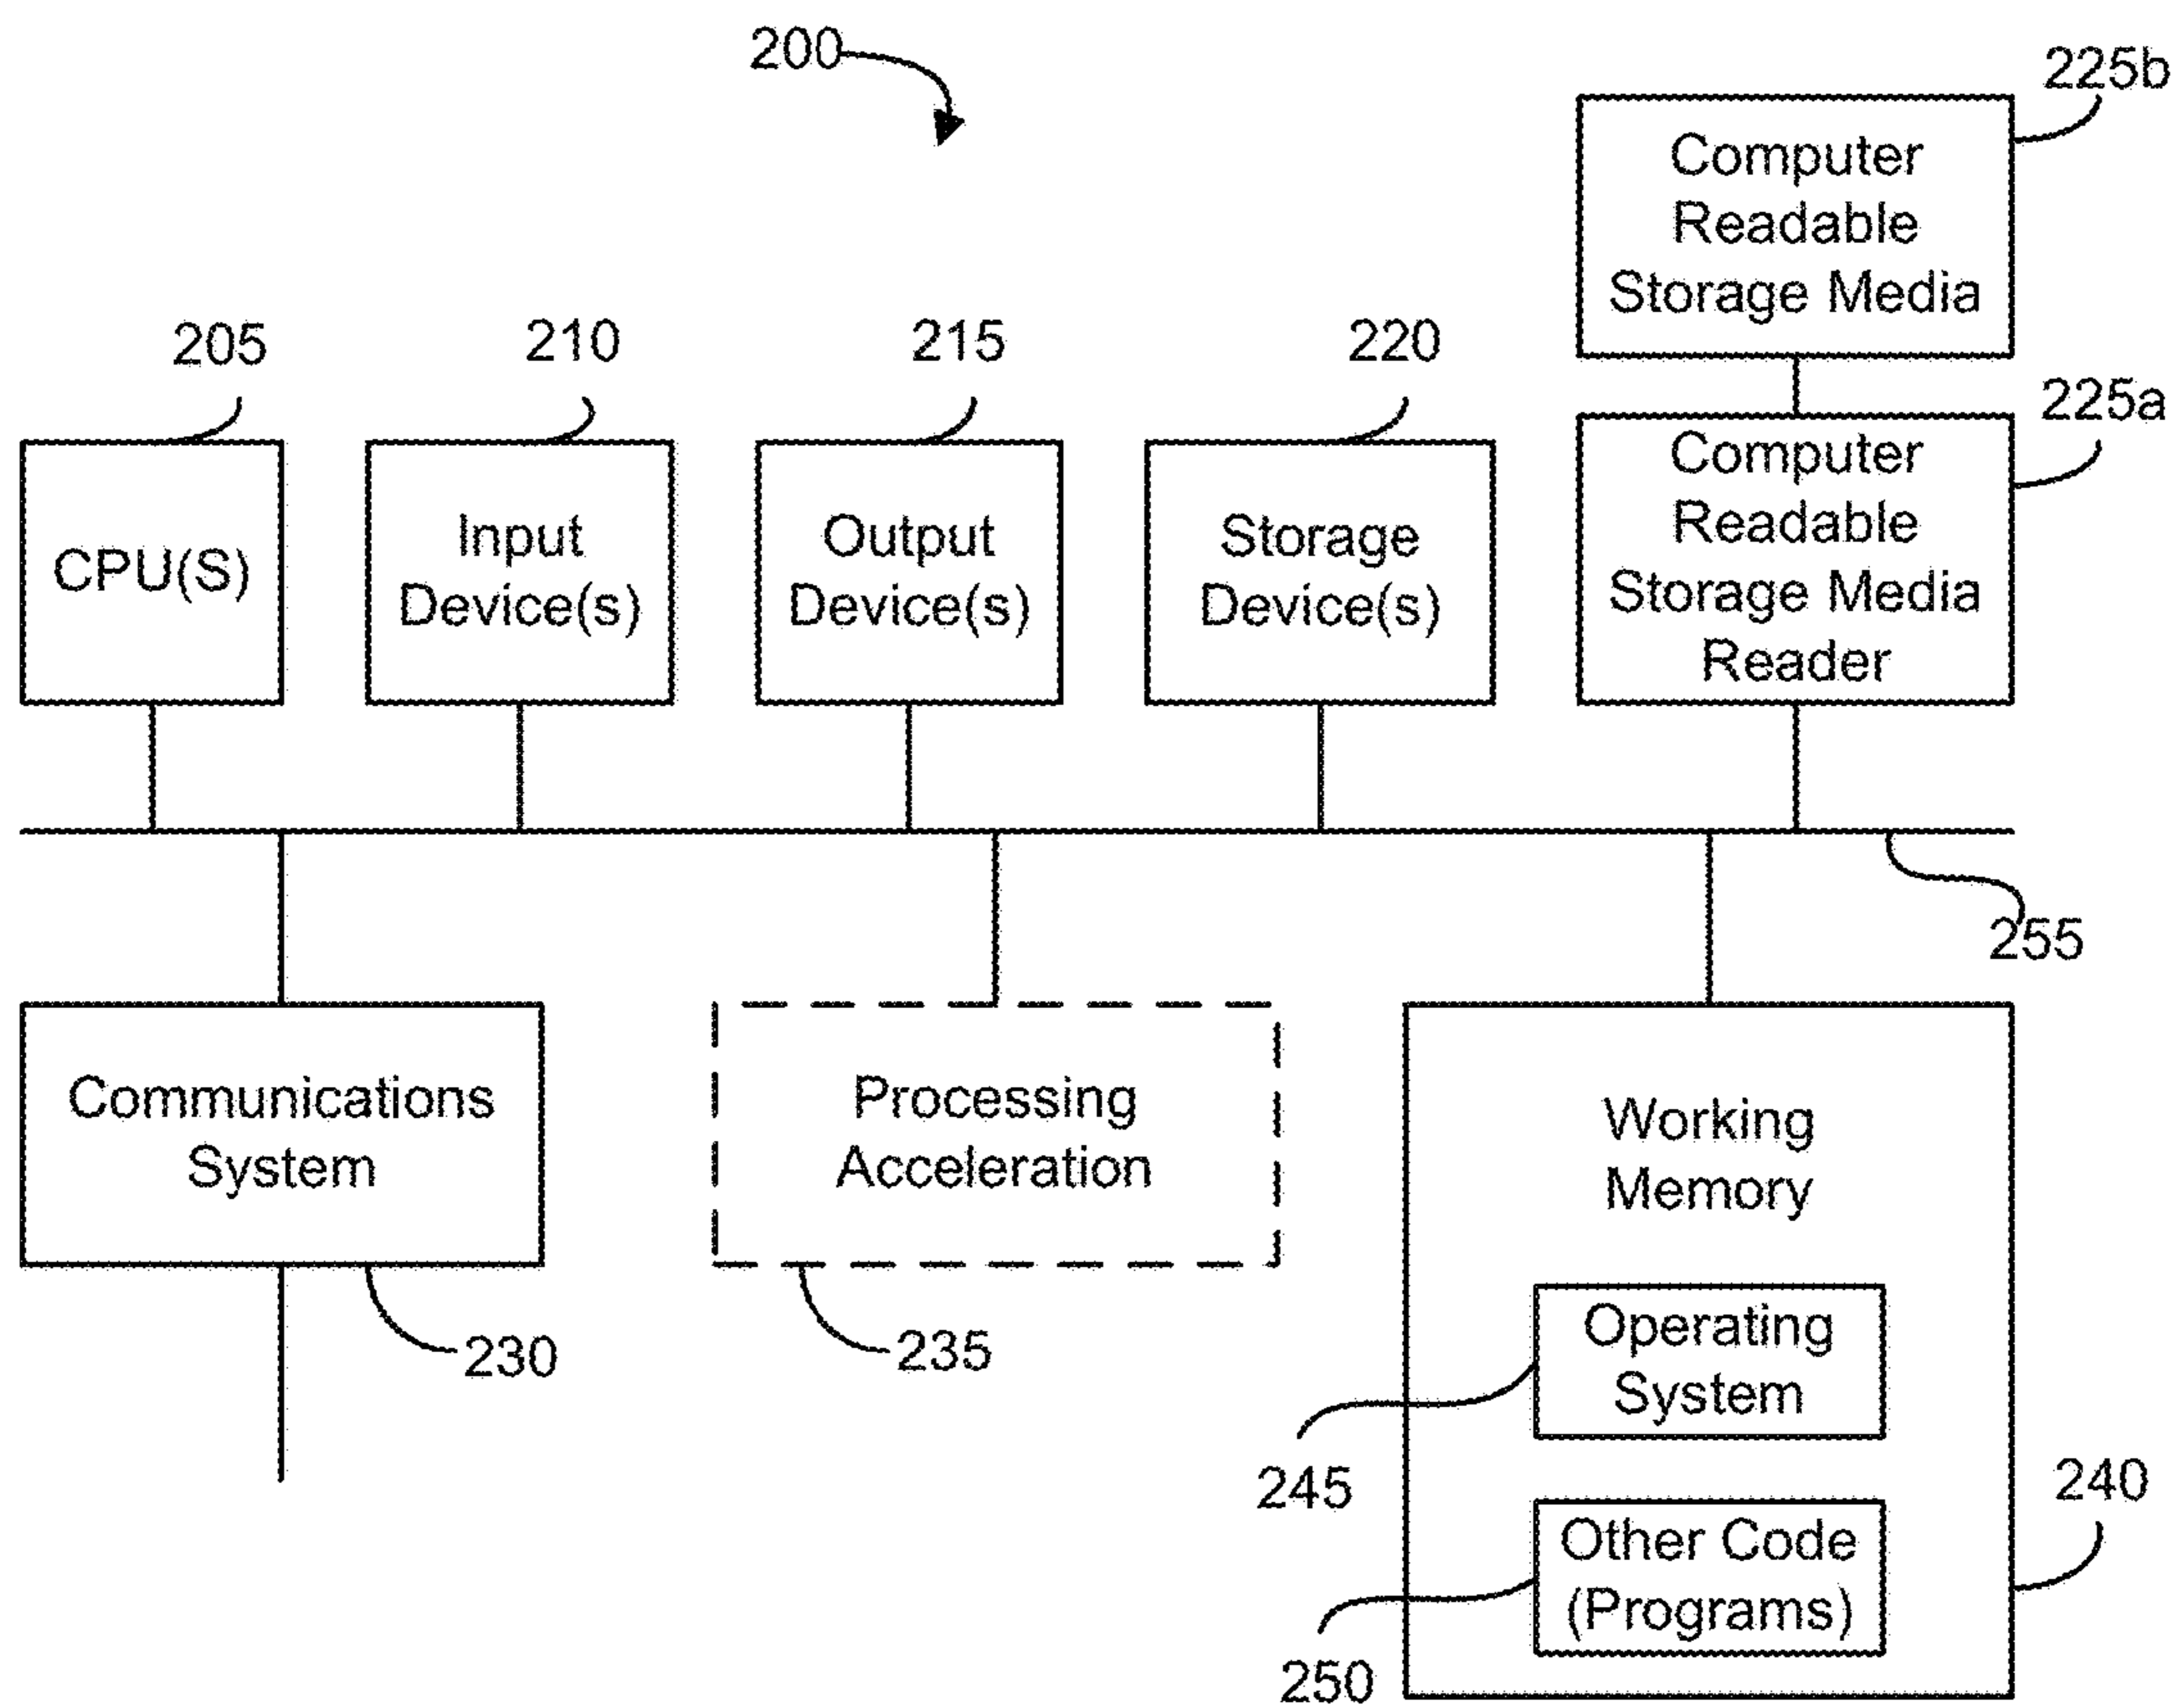 200
225b
Computer
Readable
Storage Media
205
210
215
220
225a
CPU(S)
Input
Device(s)
Output
Device(s)
Storage
Device(s)
Computer
Readable
Storage Media
Reader
255
Communications
System
Processing
Acceleration
Working
Memory
230
235
Operating
System
245
240
Other Code
(Programs)
250